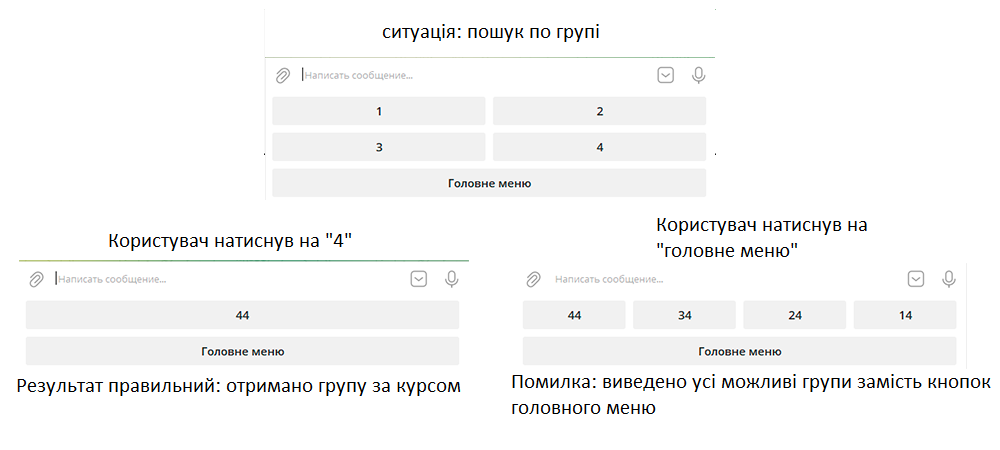 ситуація: пошук по групі
Написать сообщение...
1 2
3 4
Головне меню
Користувач натиснув на "4"
Написать сообщение...
44
Головне меню
Результат правильний: отримано групу за курсом
Користувач натиснув на
"головне меню"
Написать сообщение...
44 34 24 14
Головне меню
Помилка: виведено усі можливі групи замість кнопок
головного меню